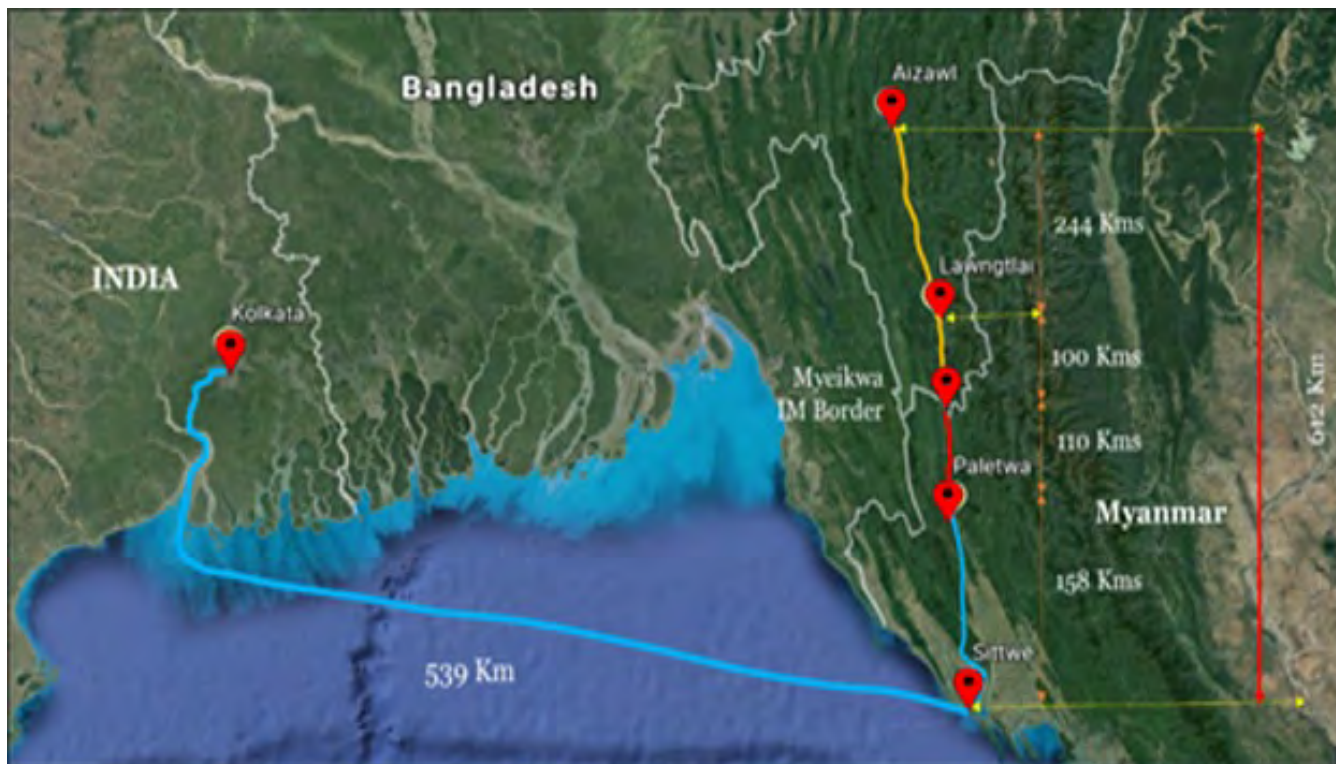 Bangladesh
Aizawl
244 Kms
INDIA
Lawngtlai
Kolkata
100 Kms
Myeikwa
IM Border
612 Km
110 Kms
Paletwa
Myanmar
158 Kms
Sittwe
539 Km